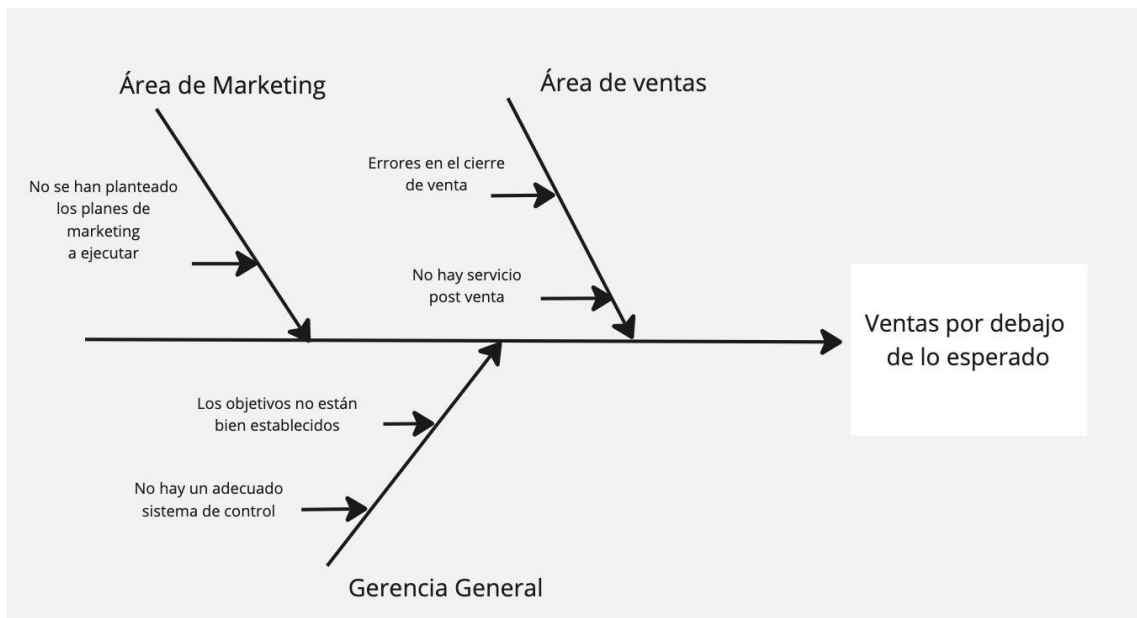 Área de Marketing
Área de ventas
Errores en el cierre
de venta
No se han planteado
los planes de
marketing
a ejecutar
No hay servicio
post venta
Ventas por debajo
de lo esperado
Los objetivos no están
bien establecidos
No hay un adecuado
sistema de control
Gerencia General